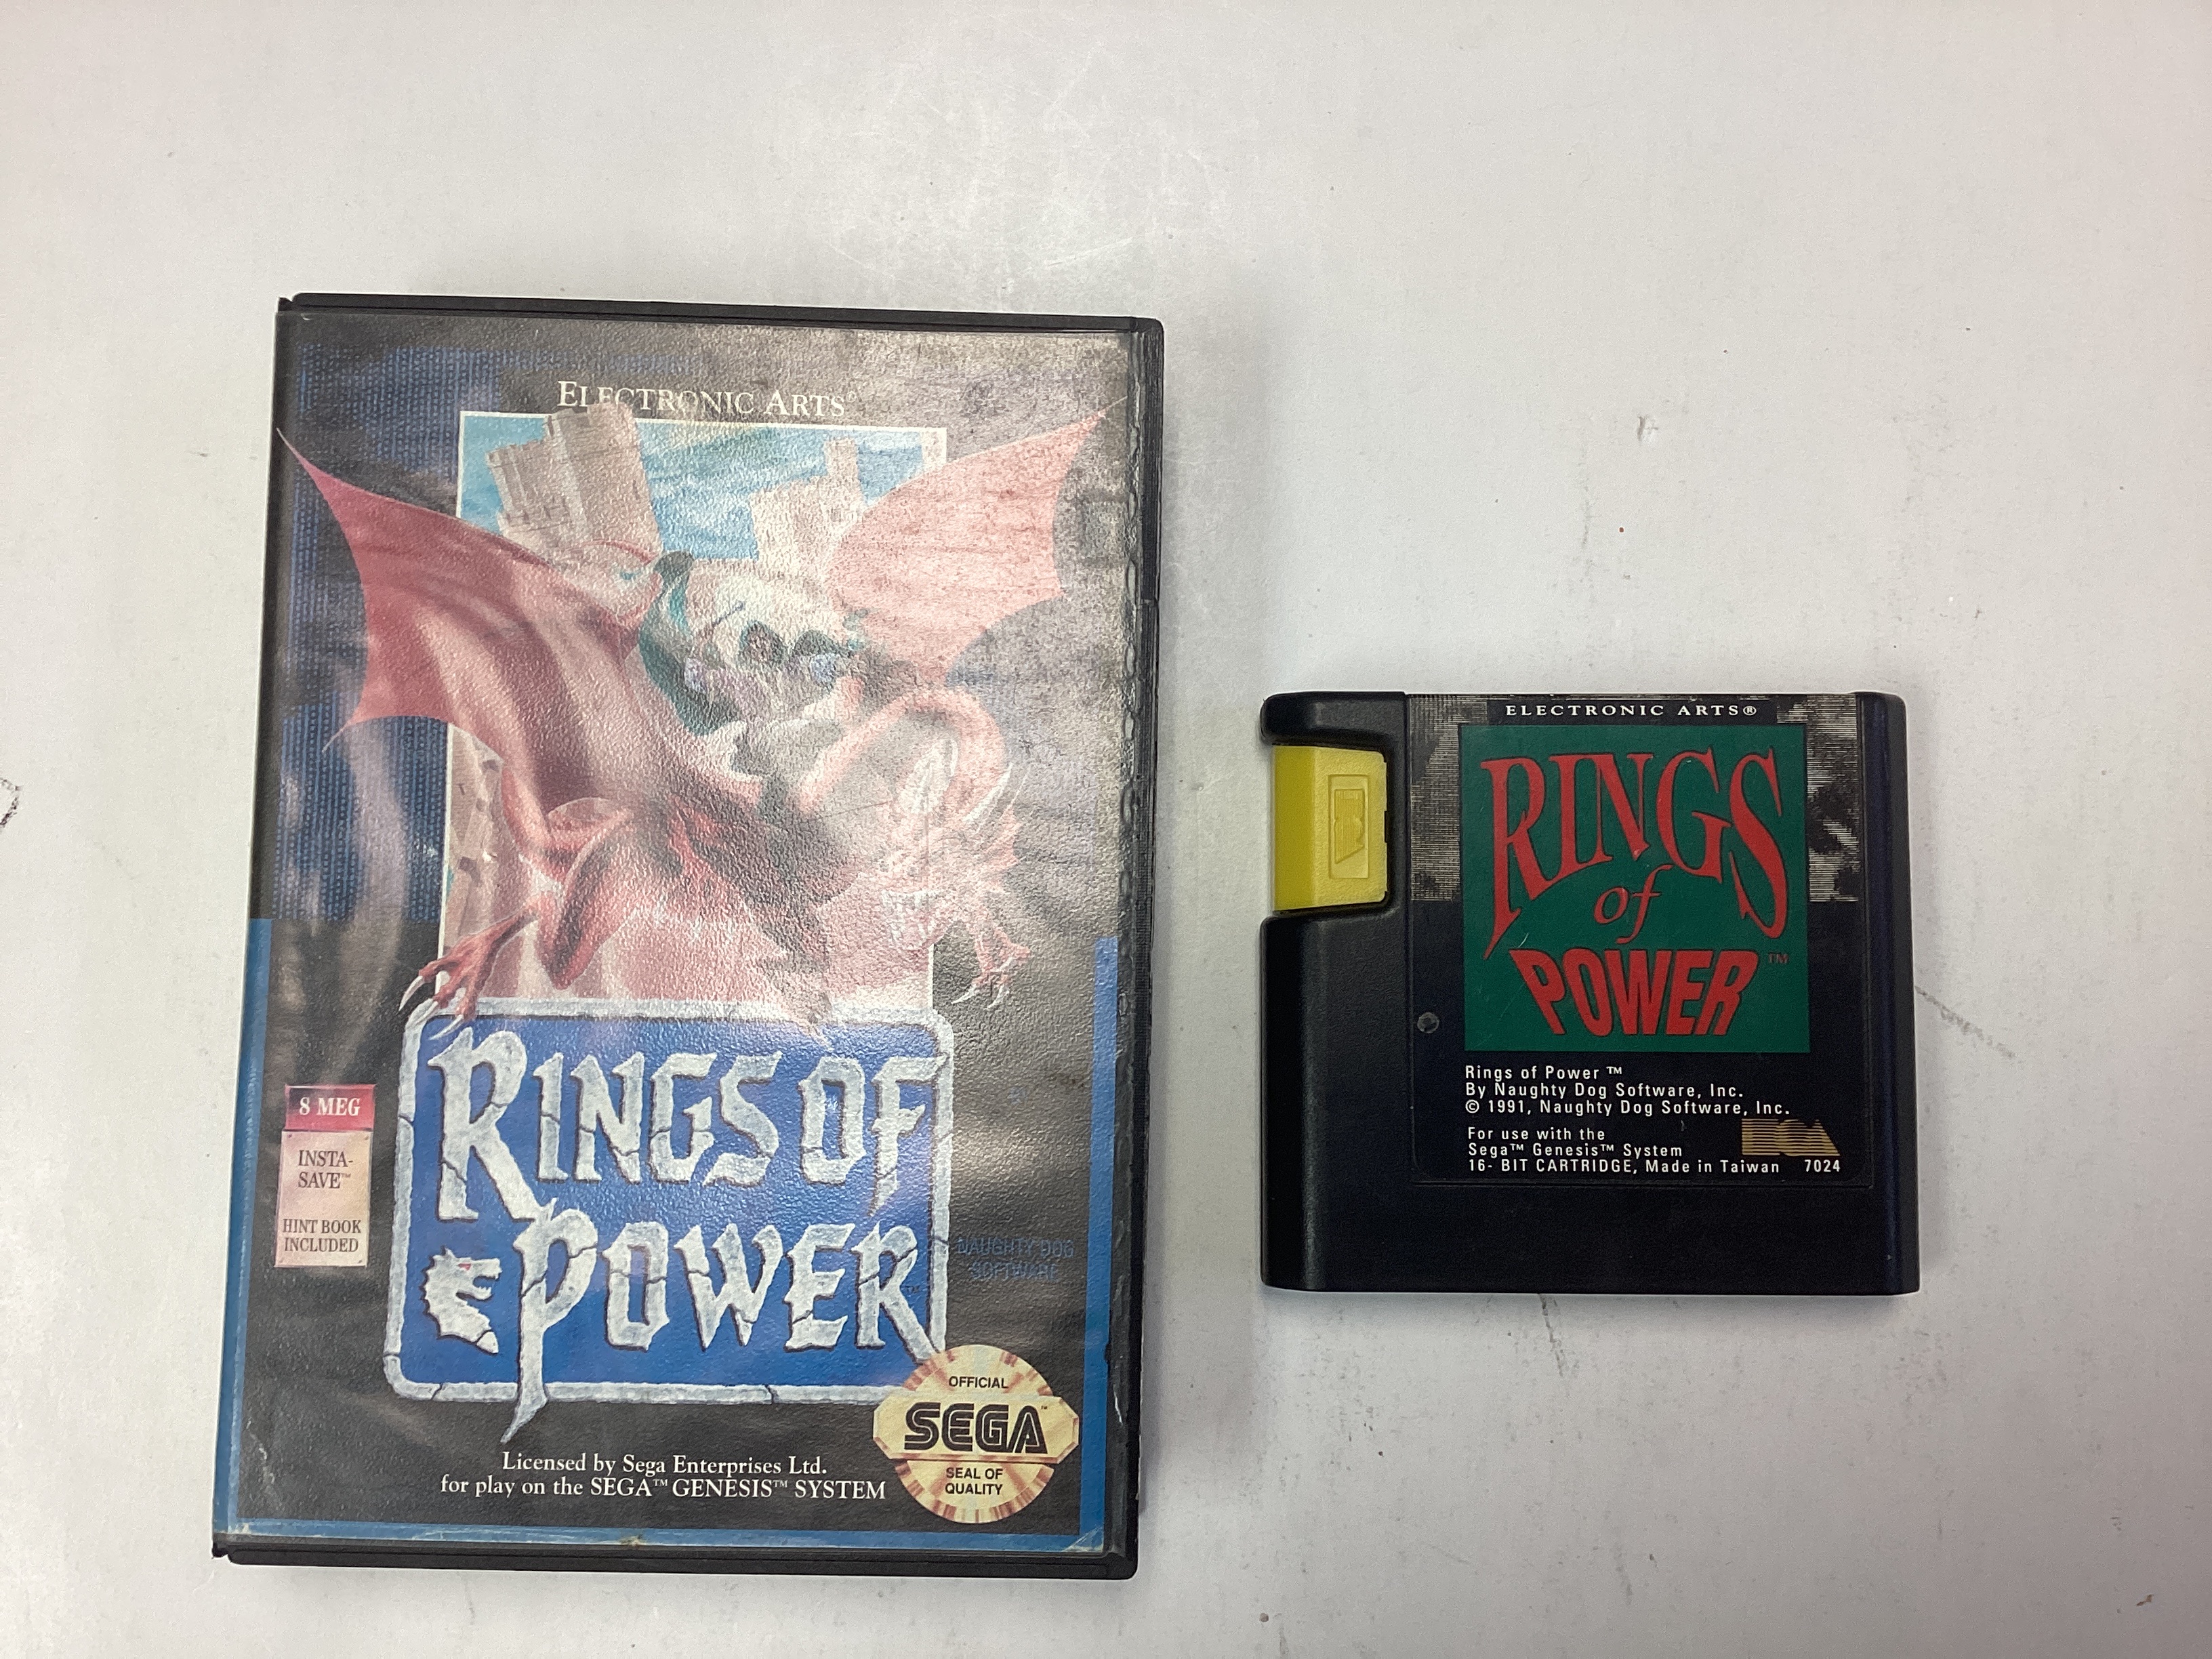 ELECTRONIC ARTS®
8 MEG
INSTA-
SAVE™
HINT BOOK
INCLUDED
RINGS OF
POWER™
NAUGHTY DOG
SOFTWARE
OFFICIAL
SEGA™
SEAL OF
QUALITY
Licensed by Sega Enterprises Ltd.
for play on the SEGA™ GENESIS™ SYSTEM
ELECTRONIC ARTS®
RINGS
of
POWER™
Rings of Power ™
By Naughty Dog Software, Inc.
© 1991, Naughty Dog Software, Inc.
For use with the
Sega™ Genesis™ System
16- BIT CARTRIDGE, Made in Taiwan 7024
EA